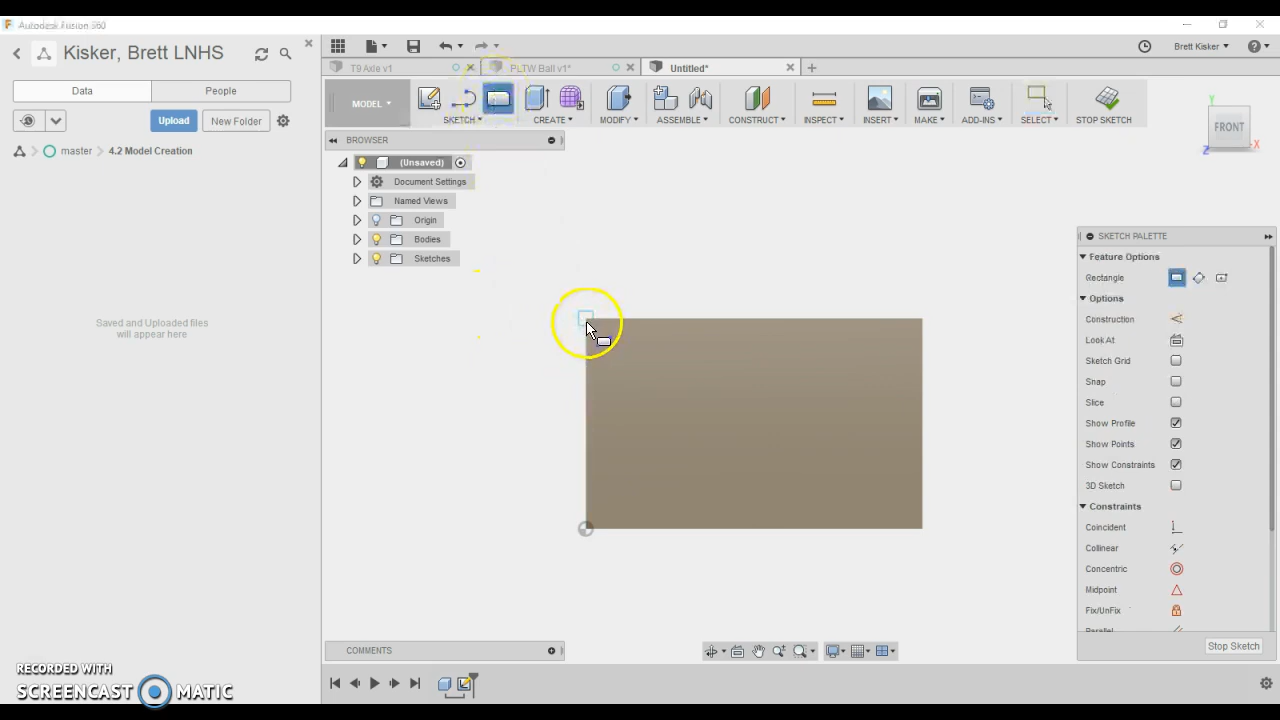 Autodesk Fusion 360
Kisker, Brett LNHS
Brett Kisker
Data People
T9 Axle v1 PLTW Ball v1* Untitled*
Upload New Folder
MODEL
SKETCH CREATE MODIFY ASSEMBLE CONSTRUCT INSPECT INSERT MAKE ADD-INS SELECT STOP SKETCH
FRONT
Y
X
Z
master 4.2 Model Creation
BROWSER
(Unsaved)
Document Settings
Named Views
Origin
Bodies
Sketches
SKETCH PALETTE
Feature Options
Rectangle
Options
Construction
Look At
Sketch Grid
Snap
Slice
Show Profile
Show Points
Show Constraints
3D Sketch
Constraints
Coincident
Collinear
Concentric
Midpoint
Fix/UnFix
Parallel
Stop Sketch
Saved and Uploaded files
will appear here
COMMENTS
RECORDED WITH
SCREENCAST MATIC